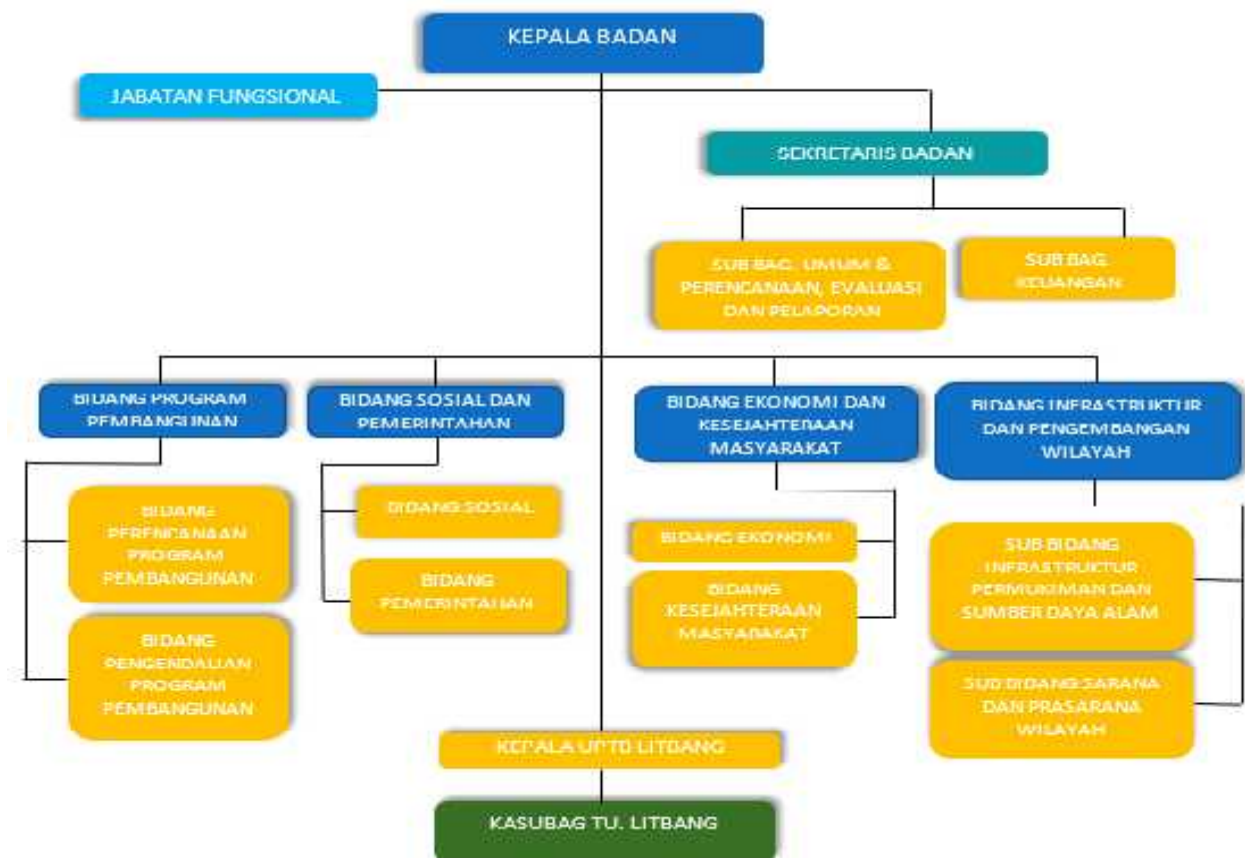 KEPALA BADAN
JABATAN FUNGSIONAL
SEKRETARIS BADAN
SUB BAG. UMUM &
PERENCANAAN, EVALUASI
DAN PELAPORAN
SUB BAG.
KEUANGAN
BIDANG PROGRAM
PEMBANGUNAN
BIDANG SOSIAL DAN
PEMERINTAHAN
BIDANG EKONOMI DAN
KESEJAHTERAAN
MASYARAKAT
BIDANG INFRASTRUKTUR
DAN PENGEMBANGAN
WILAYAH
BIDANG
PERENCANAAN
PROGRAM
PEMBANGUNAN
BIDANG
PENGENDALIAN
PROGRAM
PEMBANGUNAN
BIDANG SOSIAL
BIDANG
PEMERINTAHAN
BIDANG EKONOMI
BIDANG
KESEJAHTERAAN
MASYARAKAT
SUB BIDANG
INFRASTRUKTUR
PERMUKIMAN DAN
SUMBER DAYA ALAM
SUB BIDANG SARANA
DAN PRASARANA
WILAYAH
KEPALA UPTB LITBANG
KASUBAG TU. LITBANG